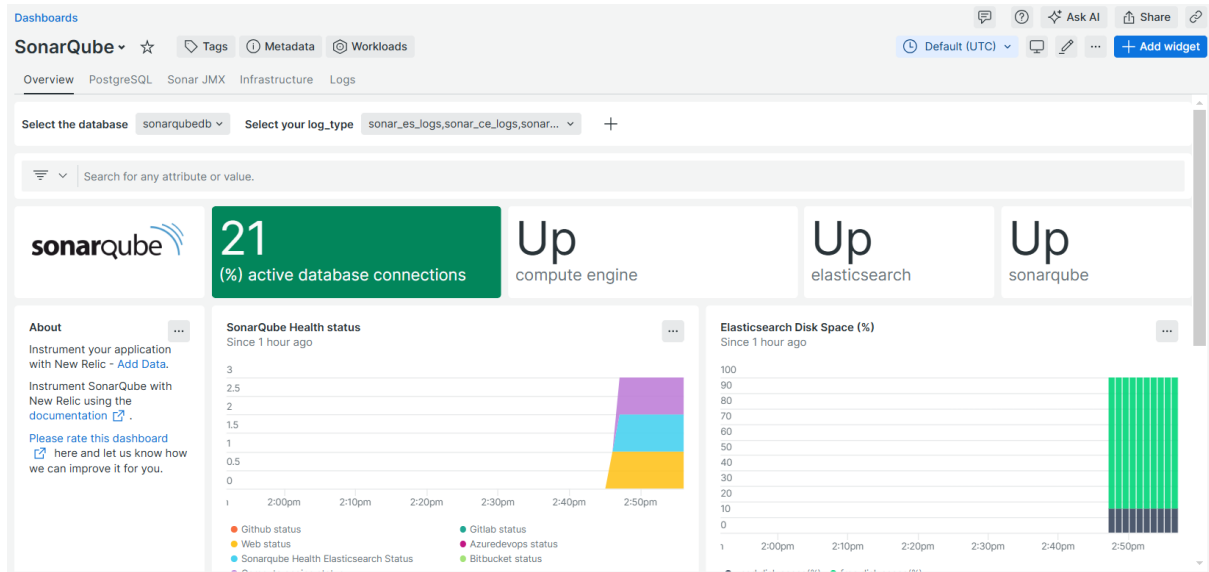 Dashboards
Ask AI
Share
SonarQube
Tags
Metadata
Workloads
Default (UTC)
Add widget
Overview
PostgreSQL
Sonar JMX
Infrastructure
Logs
Select the database
sonarqubedb
Select your log_type
sonar_es_logs,sonar_ce_logs,sonar...
Search for any attribute or value.
sonarqube
21
(%) active database connections
Up
compute engine
Up
elasticsearch
Up
sonarqube
About
Instrument your application
with New Relic - Add Data.
Instrument SonarQube with
New Relic using the
documentation .
Please rate this dashboard
here and let us know how
we can improve it for you.
SonarQube Health status
Since 1 hour ago
3
2.5
2
1.5
1
0.5
0
2:00pm
2:10pm
2:20pm
2:30pm
2:40pm
2:50pm
Github status
Gitlab status
Web status
Azuredevops status
Sonarqube Health Elasticsearch Status
Bitbucket status
Elasticsearch Disk Space (%)
Since 1 hour ago
100
90
80
70
60
50
40
30
20
10
0
2:00pm
2:10pm
2:20pm
2:30pm
2:40pm
2:50pm